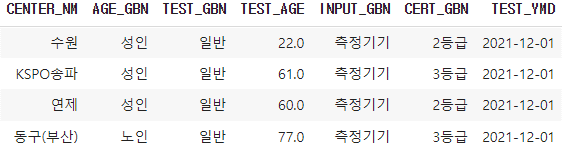 CENTER_NM AGE_GBN TEST_GBN TEST_AGE INPUT_GBN CERT_GBN TEST_YMD
수원 성인 일반 22.0 측정기기 2등급 2021-12-01
KSPO송파 성인 일반 61.0 측정기기 3등급 2021-12-01
연제 성인 일반 60.0 측정기기 2등급 2021-12-01
동구(부산) 노인 일반 77.0 측정기기 3등급 2021-12-01